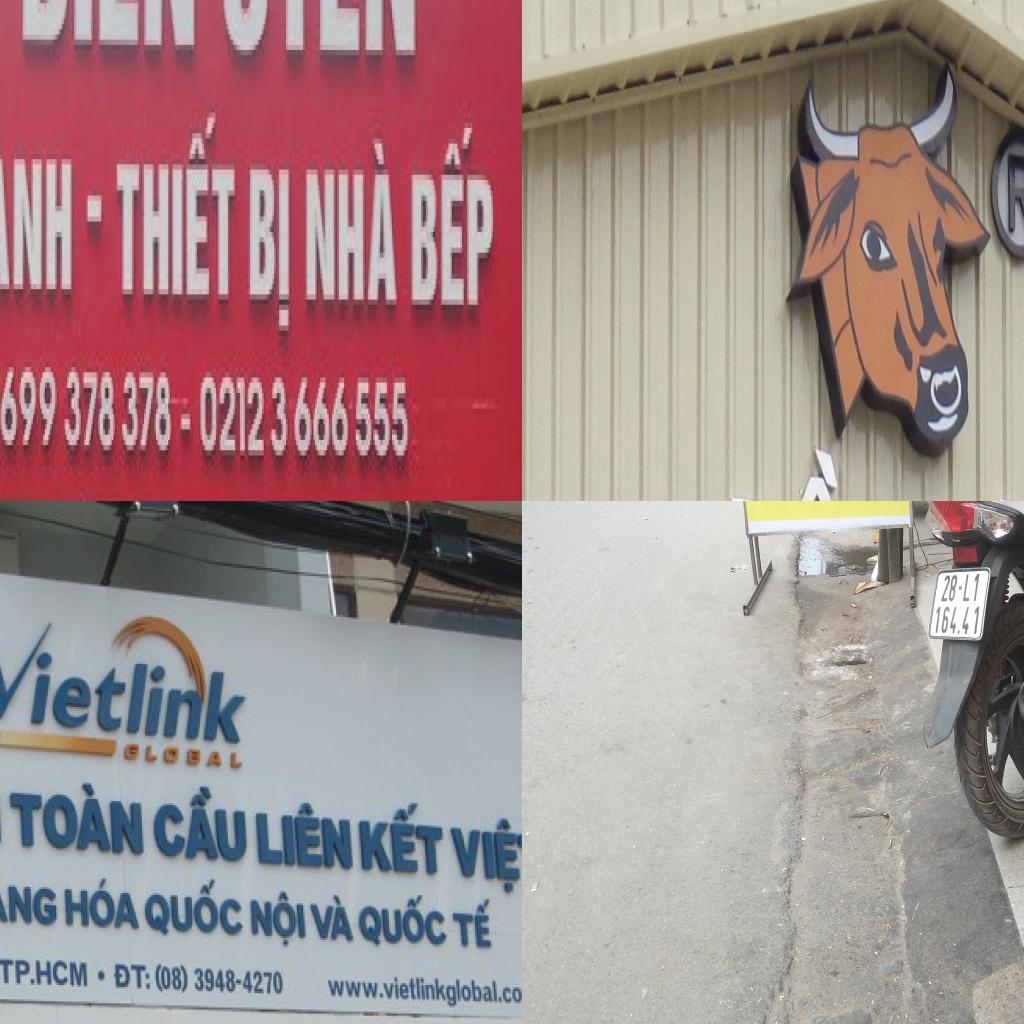 BIÊN UYÊN
ANH - THIẾT BỊ NHÀ BẾP
699 378 378 - 0212 3 666 555
R
Vietlink
GLOBAL
TOÀN CẦU LIÊN KẾT VIỆ
ANG HÓA QUỐC NỘI VÀ QUỐC TẾ
TP.HCM • ĐT: (08) 3948-4270 www.vietlinkglobal.co
28-L1
164.41